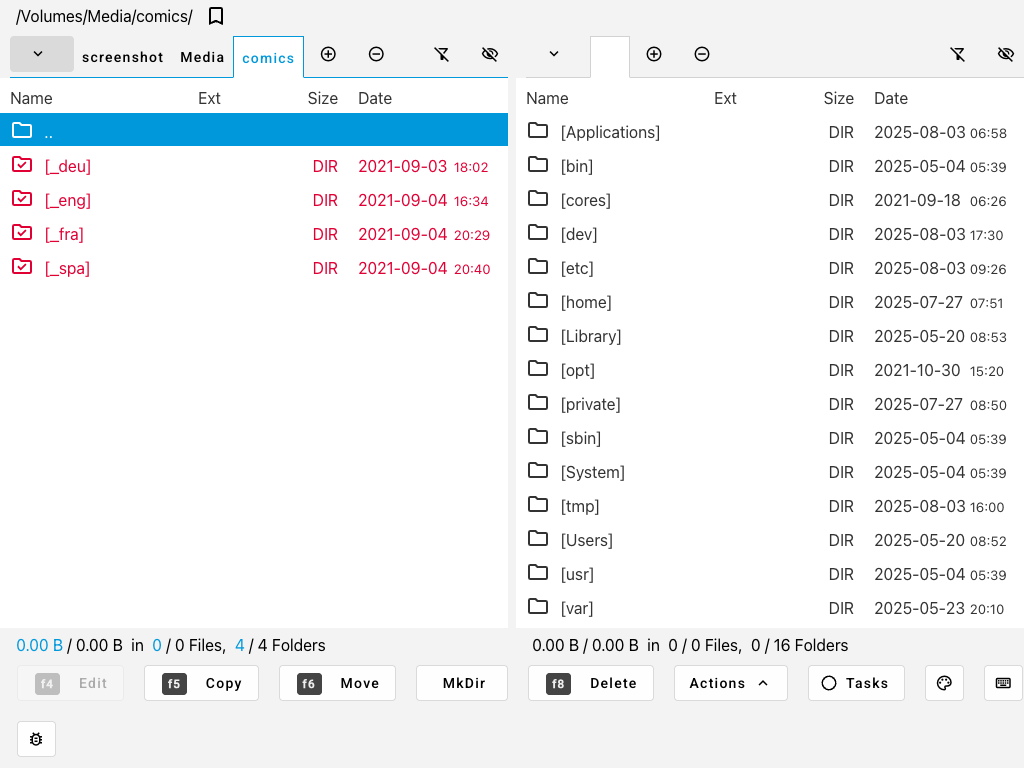 /Volumes/Media/comics/
screenshot Media comics
Name Ext Size Date
..
[_deu] DIR 2021-09-03 18:02
[_eng] DIR 2021-09-04 16:34
[_fra] DIR 2021-09-04 20:29
[_spa] DIR 2021-09-04 20:40
0.00 B / 0.00 B in 0 / 0 Files, 4 / 4 Folders
Name Ext Size Date
[Applications] DIR 2025-08-03 06:58
[bin] DIR 2025-05-04 05:39
[cores] DIR 2021-09-18 06:26
[dev] DIR 2025-08-03 17:30
[etc] DIR 2025-08-03 09:26
[home] DIR 2025-07-27 07:51
[Library] DIR 2025-05-20 08:53
[opt] DIR 2021-10-30 15:20
[private] DIR 2025-07-27 08:50
[sbin] DIR 2025-05-04 05:39
[System] DIR 2025-05-04 05:39
[tmp] DIR 2025-08-03 16:00
[Users] DIR 2025-05-20 08:52
[usr] DIR 2025-05-04 05:39
[var] DIR 2025-05-23 20:10
0.00 B / 0.00 B in 0 / 0 Files, 0 / 16 Folders
f4 Edit f5 Copy f6 Move MkDir f8 Delete Actions Tasks